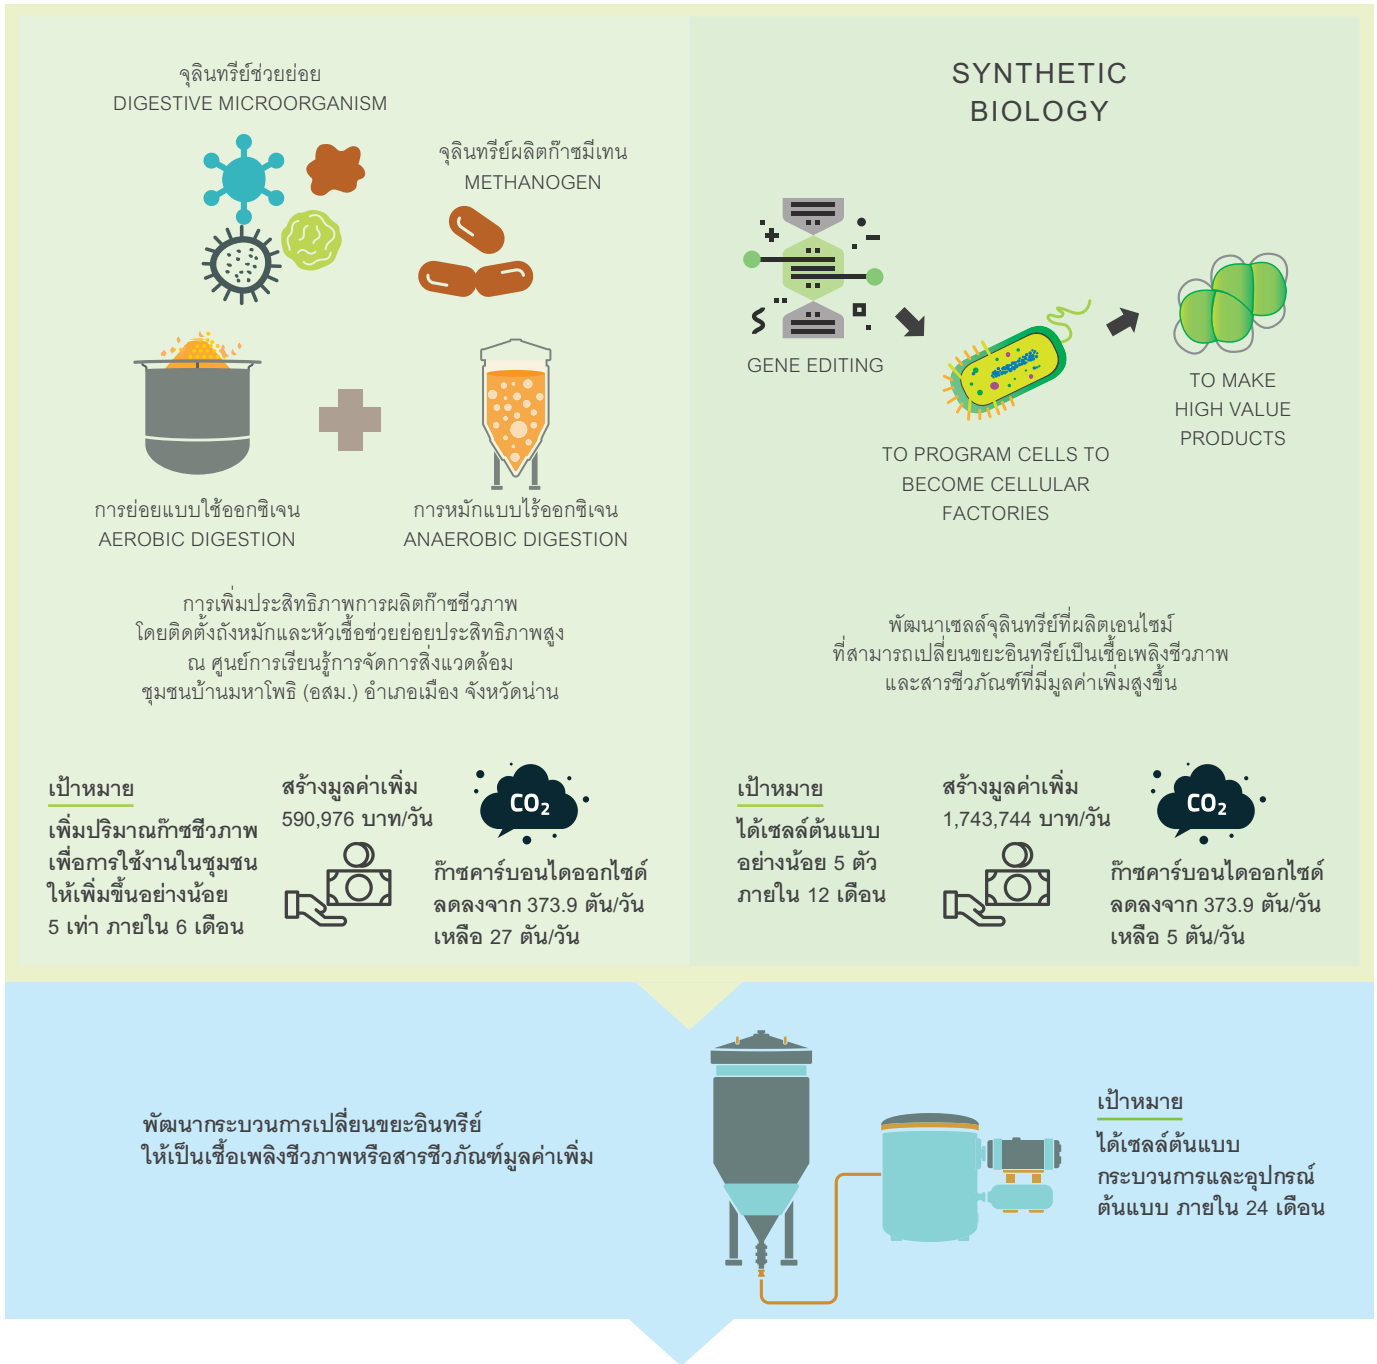 จุลินทรีย์ช่วยย่อย
DIGESTIVE MICROORGANISM
จุลินทรีย์ผลิตก๊าซมีเทน
METHANOGEN
การย่อยแบบใช้ออกซิเจน
AEROBIC DIGESTION
การหมักแบบไร้ออกซิเจน
ANAEROBIC DIGESTION
การเพิ่มประสิทธิภาพการผลิตก๊าซชีวภาพ
โดยติดตั้งถังหมักและหัวเชื้อช่วยย่อยประสิทธิภาพสูง
ณ ศูนย์การเรียนรู้การจัดการสิ่งแวดล้อม
ชุมชนบ้านมหาโพธิ (อสม.) อำเภอเมือง จังหวัดน่าน
เป้าหมาย
เพิ่มปริมาณก๊าซชีวภาพ
เพื่อการใช้งานในชุมชน
ให้เพิ่มขึ้นอย่างน้อย
5 เท่า ภายใน 6 เดือน
สร้างมูลค่าเพิ่ม
590,976 บาท/วัน
CO2
ก๊าซคาร์บอนไดออกไซด์
ลดลงจาก 373.9 ตัน/วัน
เหลือ 27 ตัน/วัน
SYNTHETIC
BIOLOGY
GENE EDITING
TO PROGRAM CELLS TO
BECOME CELLULAR
FACTORIES
TO MAKE
HIGH VALUE
PRODUCTS
พัฒนาเซลล์จุลินทรีย์ที่ผลิตเอนไซม์
ที่สามารถเปลี่ยนขยะอินทรีย์เป็นเชื้อเพลิงชีวภาพ
และสารชีวภัณฑ์ที่มีมูลค่าเพิ่มสูงขึ้น
เป้าหมาย
ได้เซลล์ต้นแบบ
อย่างน้อย 5 ตัว
ภายใน 12 เดือน
สร้างมูลค่าเพิ่ม
1,743,744 บาท/วัน
CO2
ก๊าซคาร์บอนไดออกไซด์
ลดลงจาก 373.9 ตัน/วัน
เหลือ 5 ตัน/วัน
พัฒนากระบวนการเปลี่ยนขยะอินทรีย์
ให้เป็นเชื้อเพลิงชีวภาพหรือสารชีวภัณฑ์มูลค่าเพิ่ม
เป้าหมาย
ได้เซลล์ต้นแบบ
กระบวนการและอุปกรณ์
ต้นแบบ ภายใน 24 เดือน